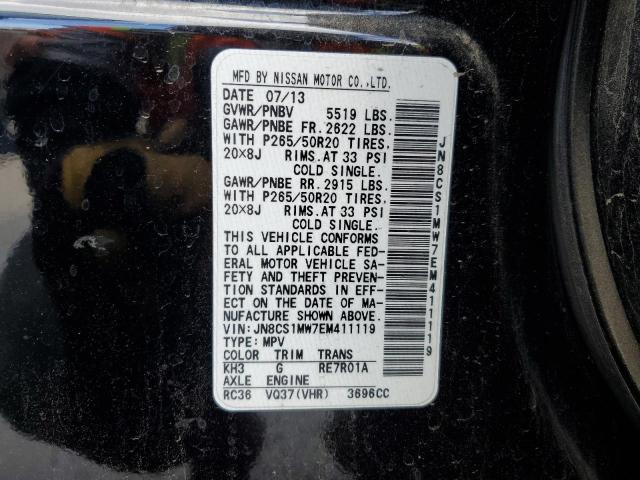 MFD BY NISSAN MOTOR CO.,LTD.
DATE 07/13
GVWR/PNBV 5519 LBS.
GAWR/PNBE FR. 2622 LBS.
WITH P265/50R20 TIRES,
20×8J RIMS.AT 33 PSI
COLD SINGLE.
GAWR/PNBE RR. 2915 LBS.
WITH P265/50R20 TIRES,
20×8J RIMS.AT 33 PSI
COLD SINGLE.
THIS VEHICLE CONFORMS
TO ALL APPLICABLE FED-
ERAL MOTOR VEHICLE SA-
FETY AND THEFT PREVEN-
TION STANDARDS IN EFF-
ECT ON THE DATE OF MA-
NUFACTURE SHOWN ABOVE.
VIN: JN8CS1MW7EM411119
TYPE: MPV
COLOR TRIM TRANS
KH3 G RE7R01A
AXLE ENGINE
RC36 VQ37(VHR) 3696CC
JN8CS1MW7EM411119